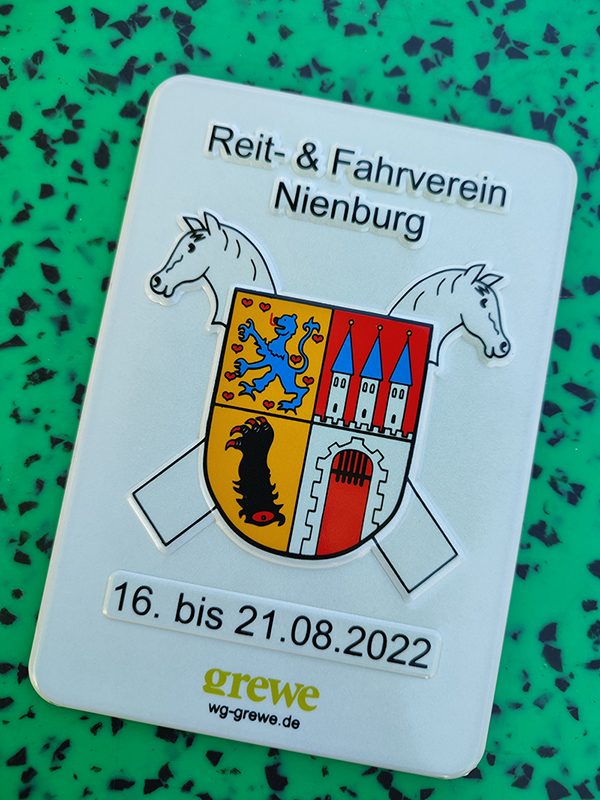 Reit- & Fahrverein
Nienburg
16. bis 21.08.2022
grewe
wg-grewe.de